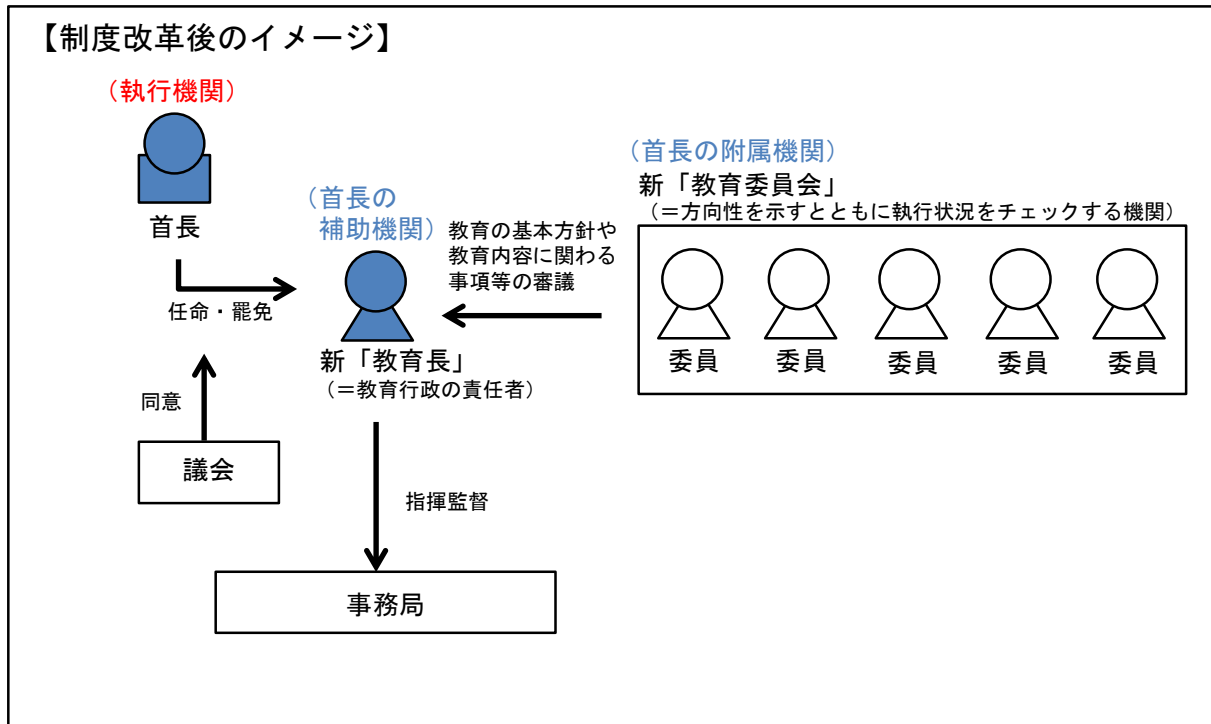 【制度改革後のイメージ】
（執行機関）
首長
任命・罷免
同意
議会
（首長の
補助機関）
新「教育長」
（＝教育行政の責任者）
指揮監督
事務局
教育の基本方針や
教育内容に関わる
事項等の審議
（首長の附属機関）
新「教育委員会」
（＝方向性を示すとともに執行状況をチェックする機関）
委員
委員
委員
委員
委員